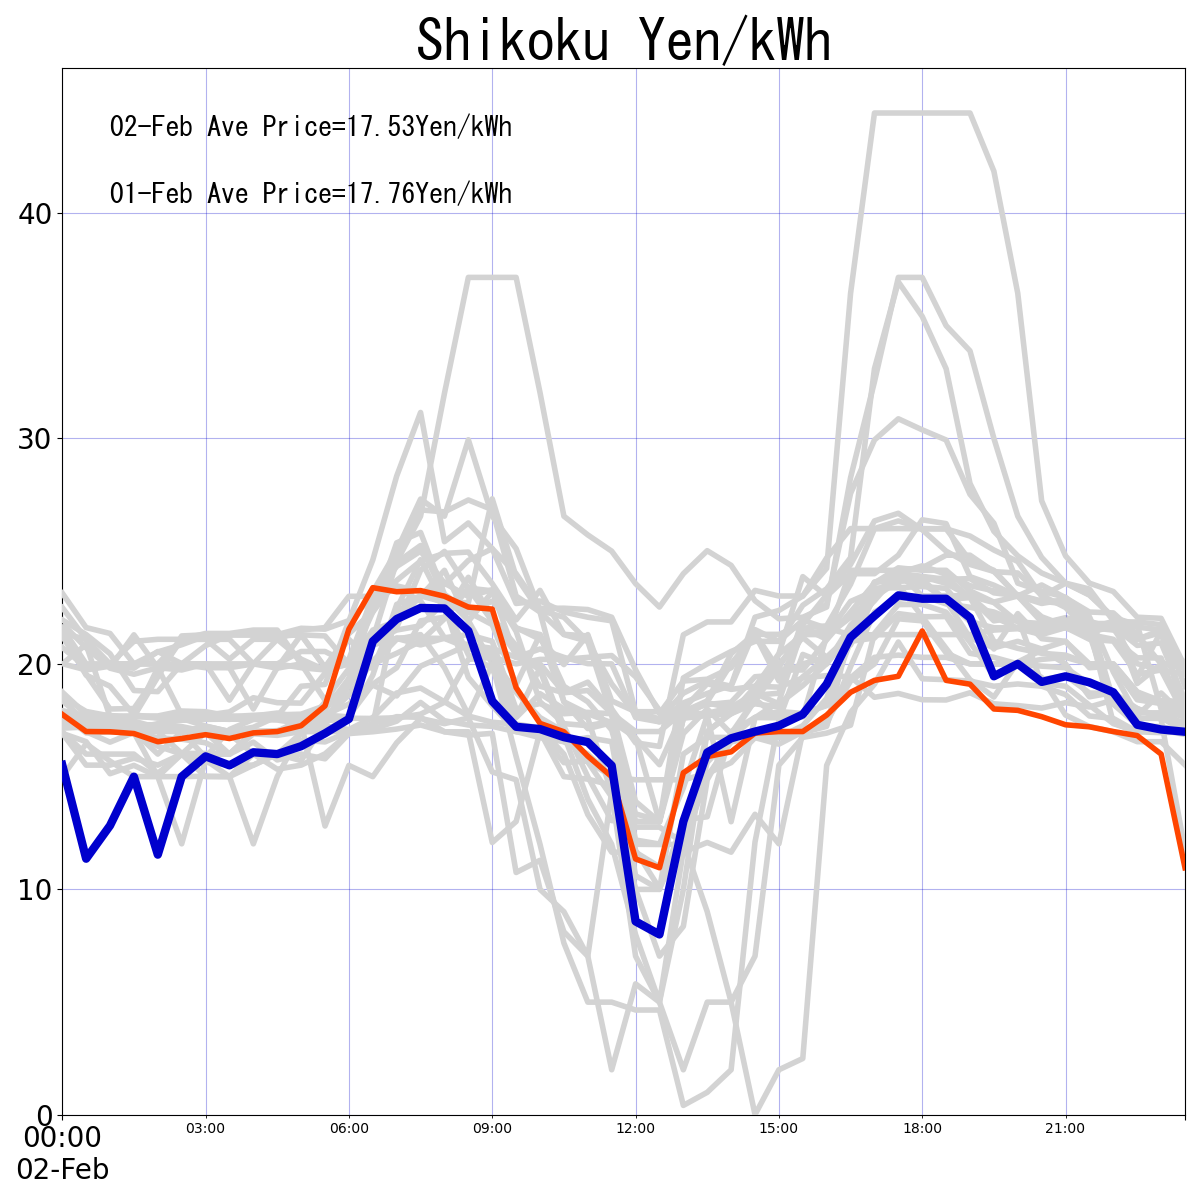 Shikoku Yen/kWh
02-Feb Ave Price=17.53Yen/kWh
01-Feb Ave Price=17.76Yen/kWh
40
30
20
10
0
00:00 03:00 06:00 09:00 12:00 15:00 18:00 21:00
02-Feb